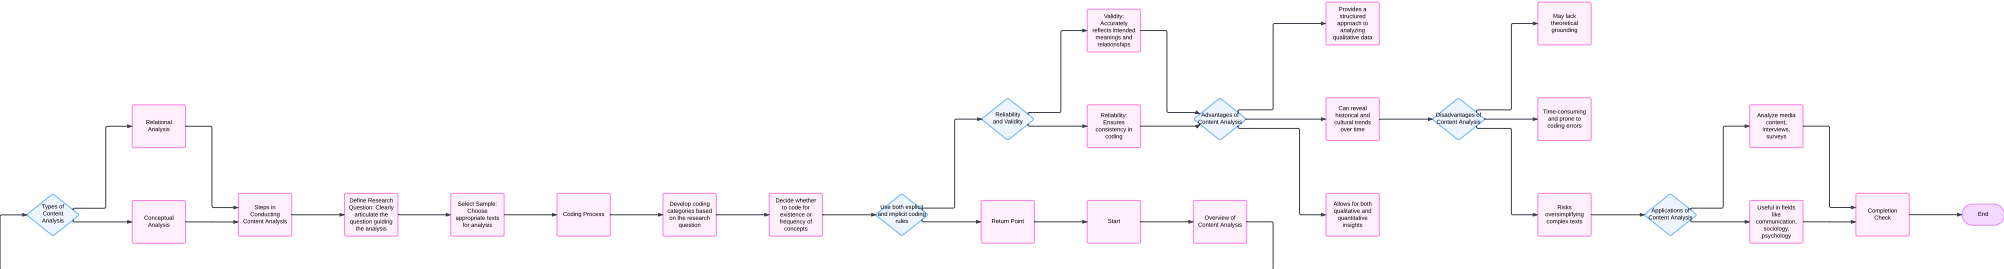 Types of
Content
Analysis
Relational
Analysis
Conceptual
Analysis
Steps in
Conducting
Content Analysis
Define Research
Question: Clearly
articulate the
question guiding
the analysis
Select Sample:
Choose
appropriate texts
for analysis
Coding Process
Develop coding
categories based
on the research
question
Decide whether
to code for
existence or
frequency of
concepts
Use both explicit
and implicit coding
rules
Reliability
and Validity
Return Point
Validity:
Accurately
reflects intended
meanings and
relationships
Reliability:
Ensures
consistency in
coding
Start
Advantages of
Content Analysis
Overview of
Content Analysis
Provides a
structured
approach to
analyzing
qualitative data
Can reveal
historical and
cultural trends
over time
Allows for both
qualitative and
quantitative
insights
Disadvantages of
Content Analysis
May lack
theoretical
grounding
Time-consuming
and prone to
coding errors
Risks
oversimplifying
complex texts
Applications of
Content Analysis
Analyze media
content,
interviews,
surveys
Useful in fields
like
communication,
sociology,
psychology
Completion
Check
End